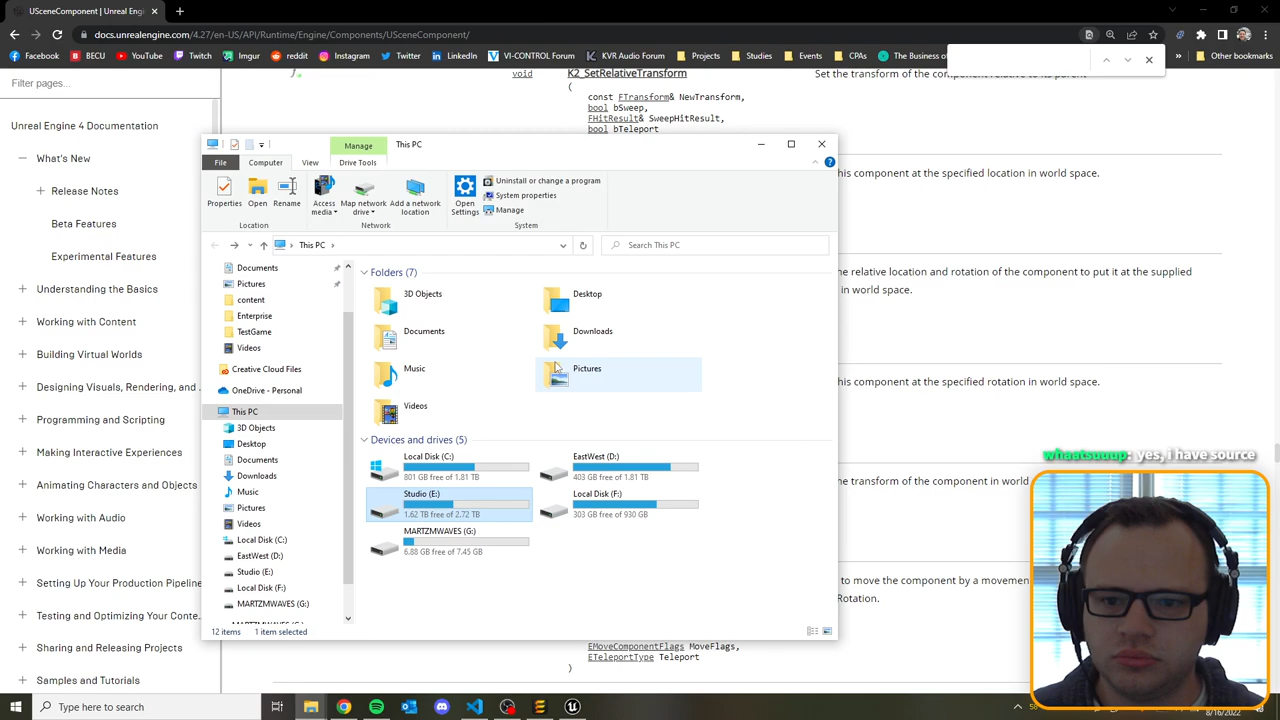 USceneComponent | Unreal Eng
docs.unrealengine.com/4.27/en-US/API/Runtime/Engine/Components/USceneComponent/
Facebook BECU Twitch Imgur Instagram Twitter LinkedIn VI-CONTROL Forum KVR Audio Forum Projects Studies Events CPAs The Business of » Other bookmarks
Filter pages...
Unreal Engine 4 Documentation
What's New
Release Notes
Beta Features
Experimental Features
Understanding the Basics
Working with Content
Building Virtual Worlds
Designing Visuals, Rendering, and
Programming and Scripting
Making Interactive Experiences
Animating Characters and Objects
Working with Audio
Working with Media
Setting Up Your Production Pipeline
Testing and Optimizing Your Conte..
Sharing and Releasing Projects
Samples and Tutorials
void K2_SetRelativeTransform Set the transform of the component relative to its parent
(
const FTransform& NewTransform,
bool bSweep,
FHitResult& SweepHitResult,
bool bTeleport
Manage This PC
File Computer View Drive Tools
Properties Open Rename Access media Map network drive Add a network location Open Settings
Uninstall or change a program
System properties
Manage
Location Network System
This PC Search This PC
Documents
Pictures
content
Enterprise
TestGame
Videos
Creative Cloud Files
OneDrive - Personal
This PC
3D Objects
Desktop
Documents
Downloads
Music
Pictures
Videos
Local Disk (C:)
EastWest (D:)
Studio (E:)
Local Disk (F:)
MARTZMWAVES (G:)
Folders (7)
3D Objects Desktop
Documents Downloads
Music Pictures
Videos
Devices and drives (5)
Local Disk (C:) EastWest (D:)
801 GB free of 1.81 TB 403 GB free of 1.81 TB
Studio (E:) Local Disk (F:)
1.62 TB free of 2.72 TB 303 GB free of 930 GB
MARTZMWAVES (G:)
6.88 GB free of 7.45 GB
12 items 1 item selected
his component at the specified location in world space.
he relative location and rotation of the component to put it at the supplied
in world space.
his component at the specified rotation in world space.
he transform of the component in world
to move the component by a movemen
Rotation.
EMoveComponentFlags MoveFlags,
ETeleportType Teleport
)
whaatsuuup: yes, i have source
Type here to search
8/16/2022